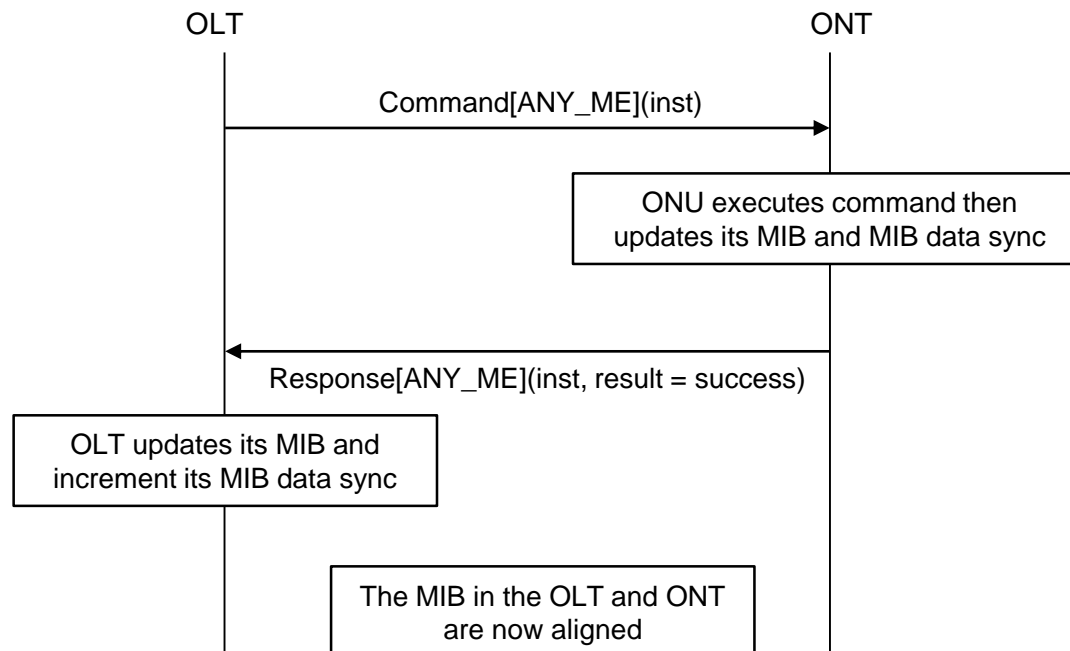 OLT
ONT
Command[ANY_ME](inst)
ONU executes command then
updates its MIB and MIB data sync
Response[ANY_ME](inst, result = success)
OLT updates its MIB and
increment its MIB data sync
The MIB in the OLT and ONT
are now aligned